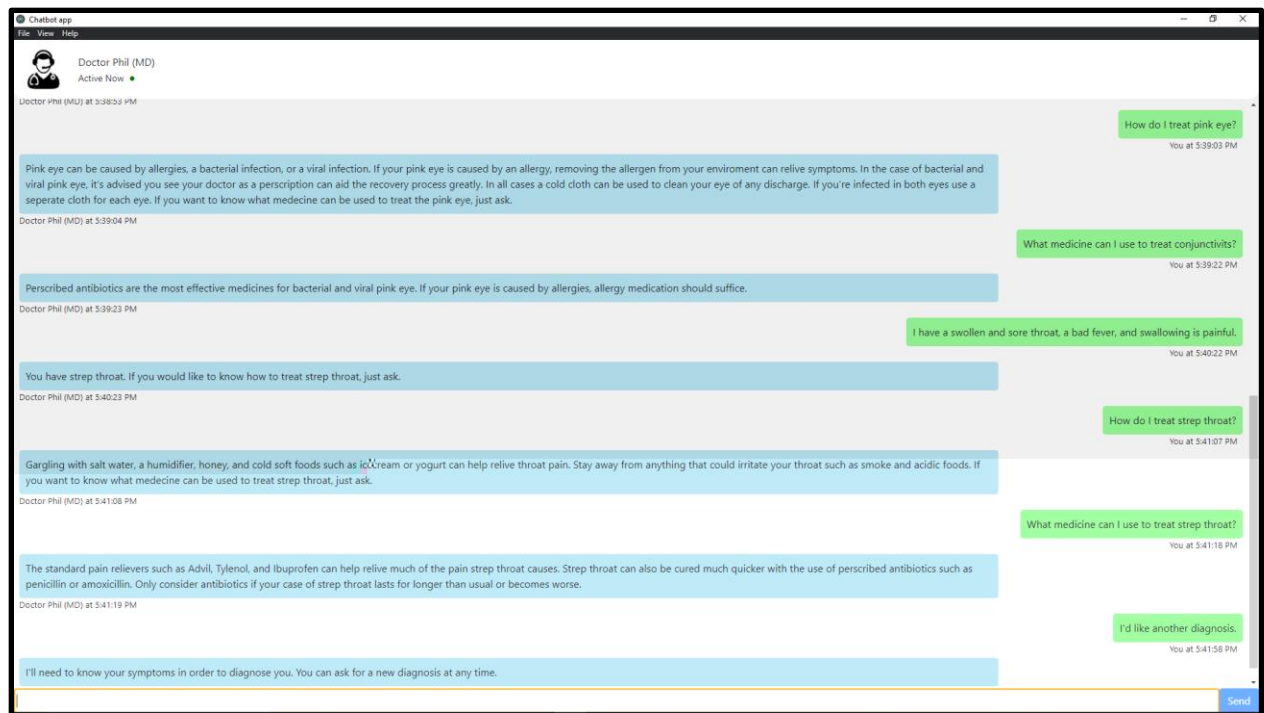 Chatbot app
File View Help
Doctor Phil (MD)
Active Now
Doctor Phil (MD) at 5:38:53 PM
How do I treat pink eye?
You at 5:39:03 PM
Pink eye can be caused by allergies, a bacterial infection, or a viral infection. If your pink eye is caused by an allergy, removing the allergen from your enviroment can relive symptoms. In the case of bacterial and
viral pink eye, it's advised you see your doctor as a perscription can aid the recovery process greatly. In all cases a cold cloth can be used to clean your eye of any discharge. If you're infected in both eyes use a
seperate cloth for each eye. If you want to know what medecine can be used to treat the pink eye, just ask.
Doctor Phil (MD) at 5:39:04 PM
What medicine can I use to treat conjunctivits?
You at 5:39:22 PM
Perscribed antibiotics are the most effective medicines for bacterial and viral pink eye. If your pink eye is caused by allergies, allergy medication should suffice.
Doctor Phil (MD) at 5:39:23 PM
I have a swollen and sore throat, a bad fever, and swallowing is painful.
You at 5:40:22 PM
You have strep throat. If you would like to know how to treat strep throat, just ask.
Doctor Phil (MD) at 5:40:23 PM
How do I treat strep throat?
You at 5:41:07 PM
Gargling with salt water, a humidifier, honey, and cold soft foods such as ice cream or yogurt can help relive throat pain. Stay away from anything that could irritate your throat such as smoke and acidic foods. If
you want to know what medecine can be used to treat strep throat, just ask.
Doctor Phil (MD) at 5:41:08 PM
What medicine can I use to treat strep throat?
You at 5:41:18 PM
The standard pain relievers such as Advil, Tylenol, and Ibuprofen can help relive much of the pain strep throat causes. Strep throat can also be cured much quicker with the use of perscribed antibiotics such as
penicillin or amoxicillin. Only consider antibiotics if your case of strep throat lasts for longer than usual or becomes worse.
Doctor Phil (MD) at 5:41:19 PM
I'd like another diagnosis.
You at 5:41:58 PM
I'll need to know your symptoms in order to diagnose you. You can ask for a new diagnosis at any time.
Send